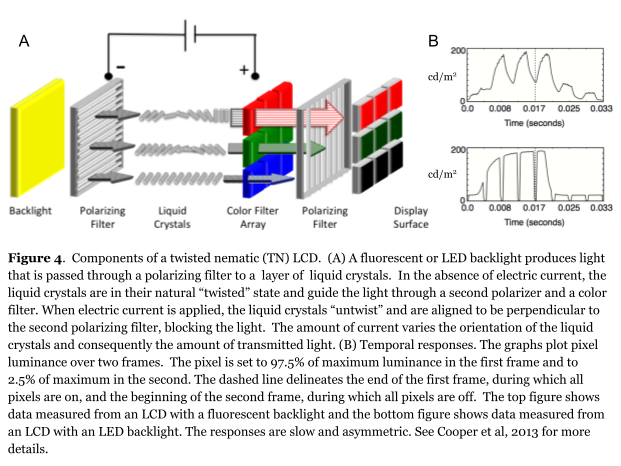 A
B
−
+
Backlight
Polarizing
Filter
Liquid
Crystals
Color Filter
Array
Polarizing
Filter
Display
Surface
200
cd/m²
0
0.0 0.008 0.017 0.025 0.033
Time (seconds)
200
cd/m²
0
0.0 0.008 0.017 0.025 0.033
Time (seconds)
Figure 4. Components of a twisted nematic (TN) LCD. (A) A fluorescent or LED backlight produces light
that is passed through a polarizing filter to a layer of liquid crystals. In the absence of electric current, the
liquid crystals are in their natural “twisted” state and guide the light through a second polarizer and a color
filter. When electric current is applied, the liquid crystals “untwist” and are aligned to be perpendicular to
the second polarizing filter, blocking the light. The amount of current varies the orientation of the liquid
crystals and consequently the amount of transmitted light. (B) Temporal responses. The graphs plot pixel
luminance over two frames. The pixel is set to 97.5% of maximum luminance in the first frame and to
2.5% of maximum in the second. The dashed line delineates the end of the first frame, during which all
pixels are on, and the beginning of the second frame, during which all pixels are off. The top figure shows
data measured from an LCD with a fluorescent backlight and the bottom figure shows data measured from
an LCD with an LED backlight. The responses are slow and asymmetric. See Cooper et al, 2013 for more
details.